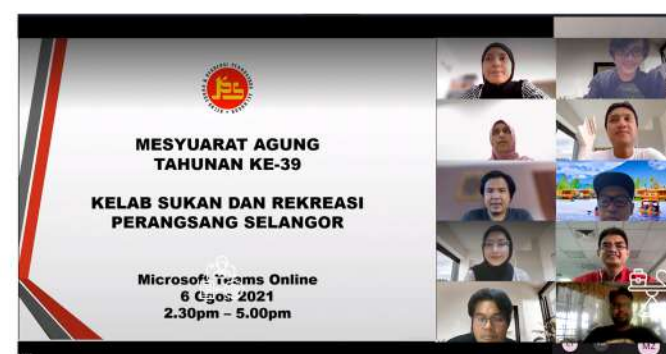 MESYUARAT AGUNG
TAHUNAN KE-39
KELAB SUKAN DAN REKREASI
PERANGSANG SELANGOR
Microsoft Teams Online
6 Ogos 2021
2.30pm – 5.00pm
MZ